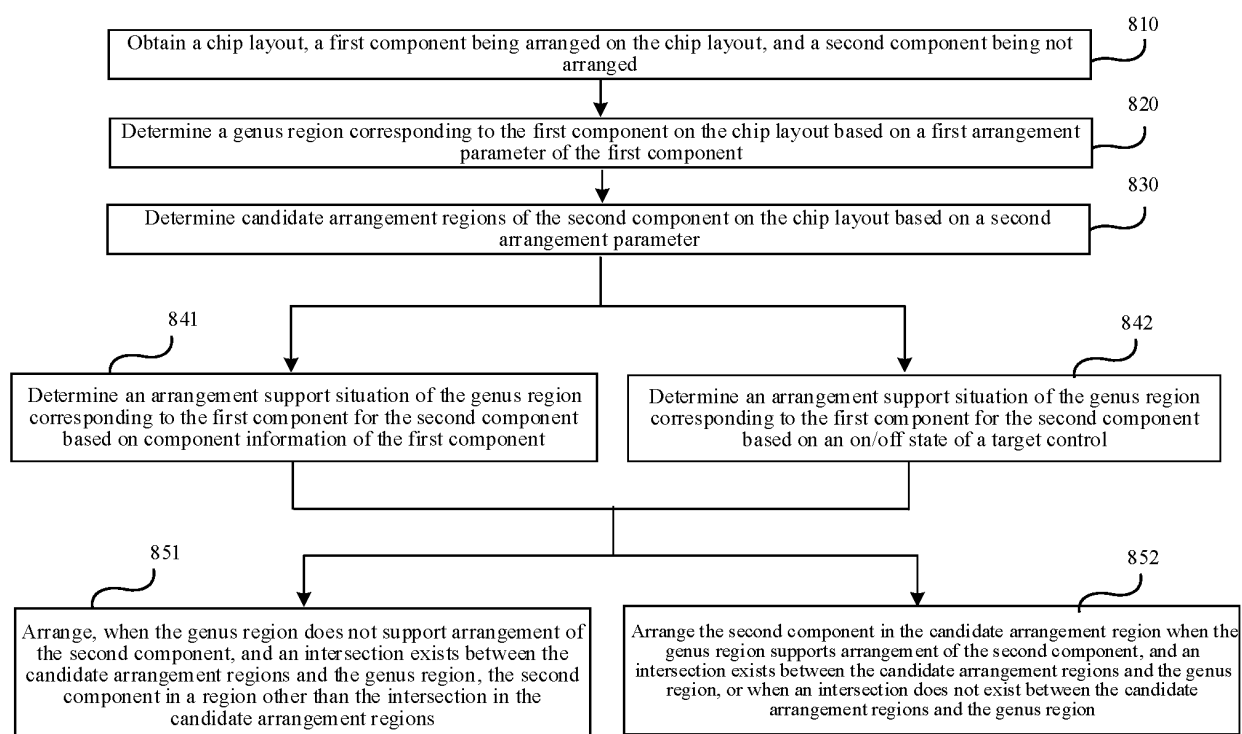 810
Obtain a chip layout, a first component being arranged on the chip layout, and a second component being not
arranged
820
Determine a genus region corresponding to the first component on the chip layout based on a first arrangement
parameter of the first component
830
Determine candidate arrangement regions of the second component on the chip layout based on a second
arrangement parameter
841
Determine an arrangement support situation of the genus region
corresponding to the first component for the second component
based on component information of the first component
842
Determine an arrangement support situation of the genus region
corresponding to the first component for the second component
based on an on/off state of a target control
851
Arrange, when the genus region does not support arrangement of
the second component, and an intersection exists between the
candidate arrangement regions and the genus region, the second
component in a region other than the intersection in the
candidate arrangement regions
852
Arrange the second component in the candidate arrangement region when the
genus region supports arrangement of the second component, and an
intersection exists between the candidate arrangement regions and the genus
region, or when an intersection does not exist between the candidate
arrangement regions and the genus region